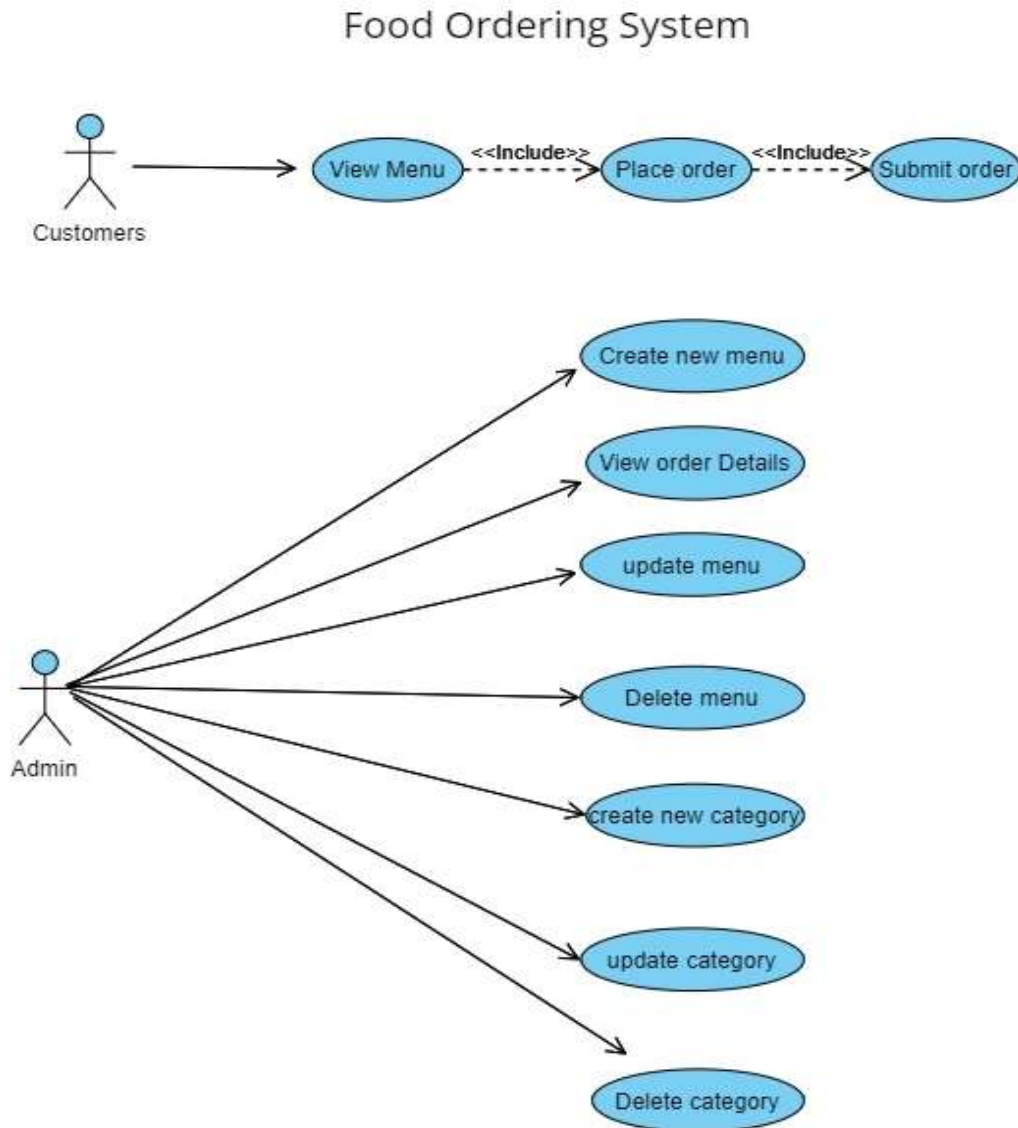 Food Ordering System
<<Include>> <<Include>>
View Menu Place order Submit order
Customers
Create new menu
View order Details
update menu
Delete menu
Admin
create new category
update category
Delete category